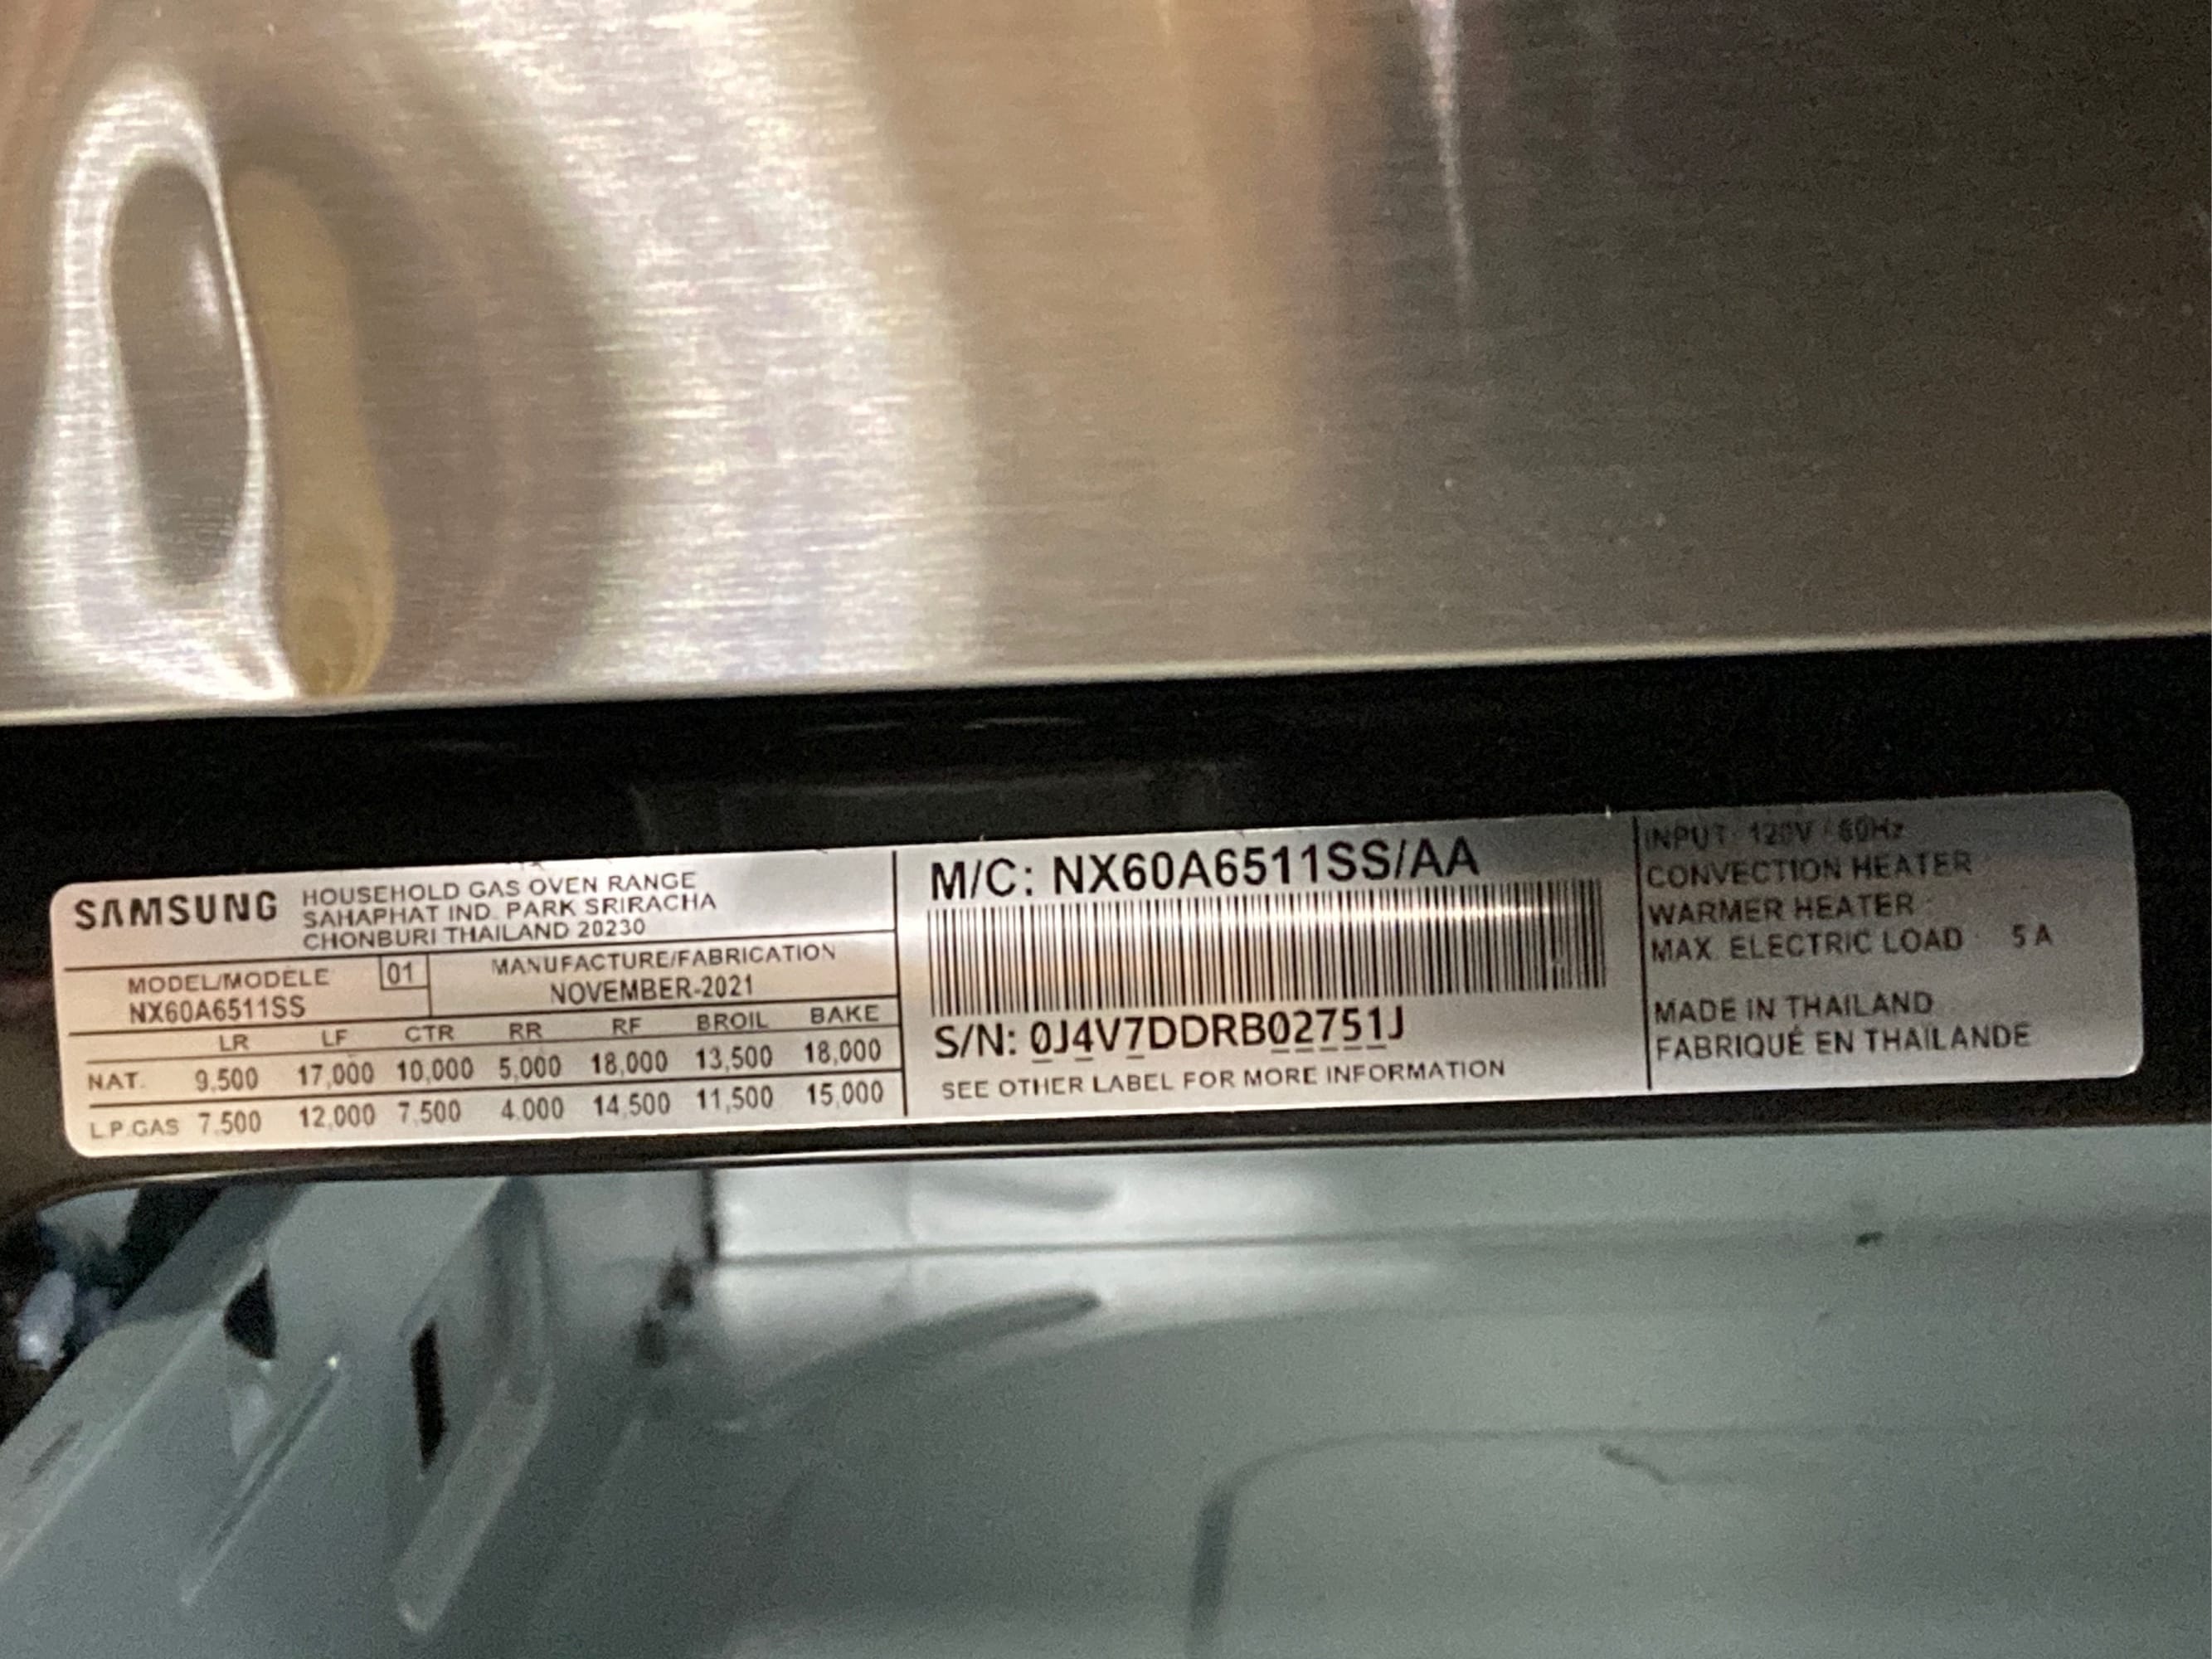 SAMSUNG
HOUSEHOLD GAS OVEN RANGE
SAHAPHAT IND. PARK SRIRACHA
CHONBURI THAILAND 20230
MODEL/MODÈLE 01
NX60A6511SS
MANUFACTURE/FABRICATION
NOVEMBER-2021
LR LF CTR RR RF BROIL BAKE
NAT. 9,500 17,000 10,000 5,000 18,000 13,500 18,000
L.P.GAS 7,500 12,000 7,500 4,000 14,500 11,500 15,000
M/C: NX60A6511SS/AA
S/N: 0J4V7DDRB02751J
SEE OTHER LABEL FOR MORE INFORMATION
INPUT: 120V / 60Hz
CONVECTION HEATER
WARMER HEATER :
MAX. ELECTRIC LOAD : 5 A
MADE IN THAILAND
FABRIQUÉ EN THAILANDE